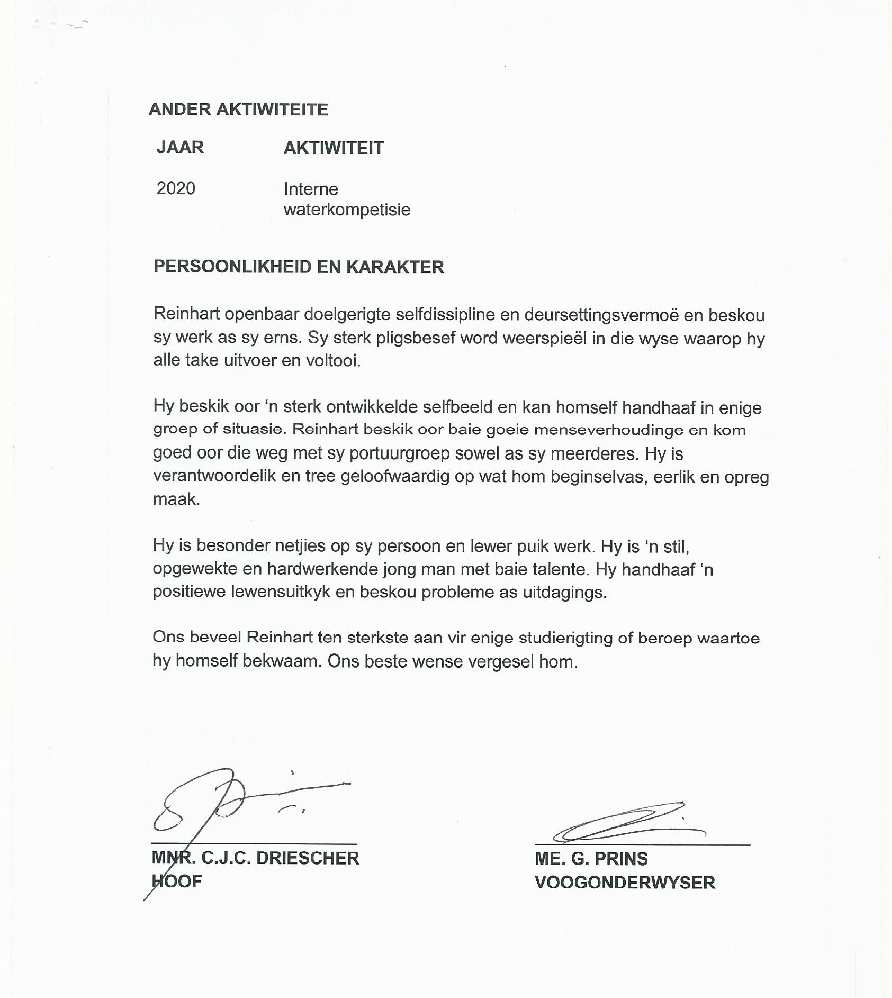 ANDER AKTIWITEITE
JAAR AKTIWITEIT
2020 Interne
waterkompetisie
PERSOONLIKHEID EN KARAKTER
Reinhart openbaar doelgerigte selfdissipline en deursettingsvermoë en beskou
sy werk as sy erns. Sy sterk pligsbesef word weerspieël in die wyse waarop hy
alle take uitvoer en voltooi.
Hy beskik oor 'n sterk ontwikkelde selfbeeld en kan homself handhaaf in enige
groep of situasie. Reinhart beskik oor baie goeie menseverhoudinge en kom
goed oor die weg met sy portuurgroep sowel as sy meerderes. Hy is
verantwoordelik en tree geloofwaardig op wat hom beginselvas, eerlik en opreg
maak.
Hy is besonder netjies op sy persoon en lewer puik werk. Hy is 'n stil,
opgewekte en hardwerkende jong man met baie talente. Hy handhaaf 'n
positiewe lewensuitkyk en beskou probleme as uitdagings.
Ons beveel Reinhart ten sterkste aan vir enige studierigting of beroep waartoe
hy homself bekwaam. Ons beste wense vergesel hom.
MNR. C.J.C. DRIESCHER
HOOF
ME. G. PRINS
VOOGONDERWYSER